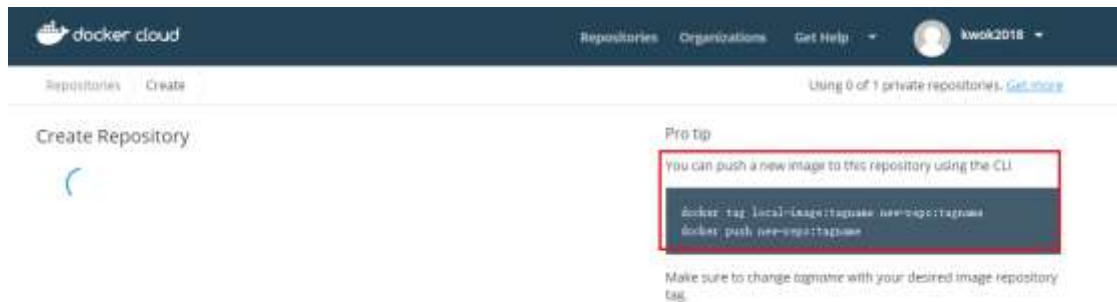 docker cloud
Repositories Organizations Get Help kwok2018
Repositories Create
Using 0 of 1 private repositories. Get more
Create Repository
Pro tip
You can push a new image to this repository using the CLI
docker tag local-image:tagname new-repo:tagname
docker push new-repo:tagname
Make sure to change tagname with your desired image repository
tag.